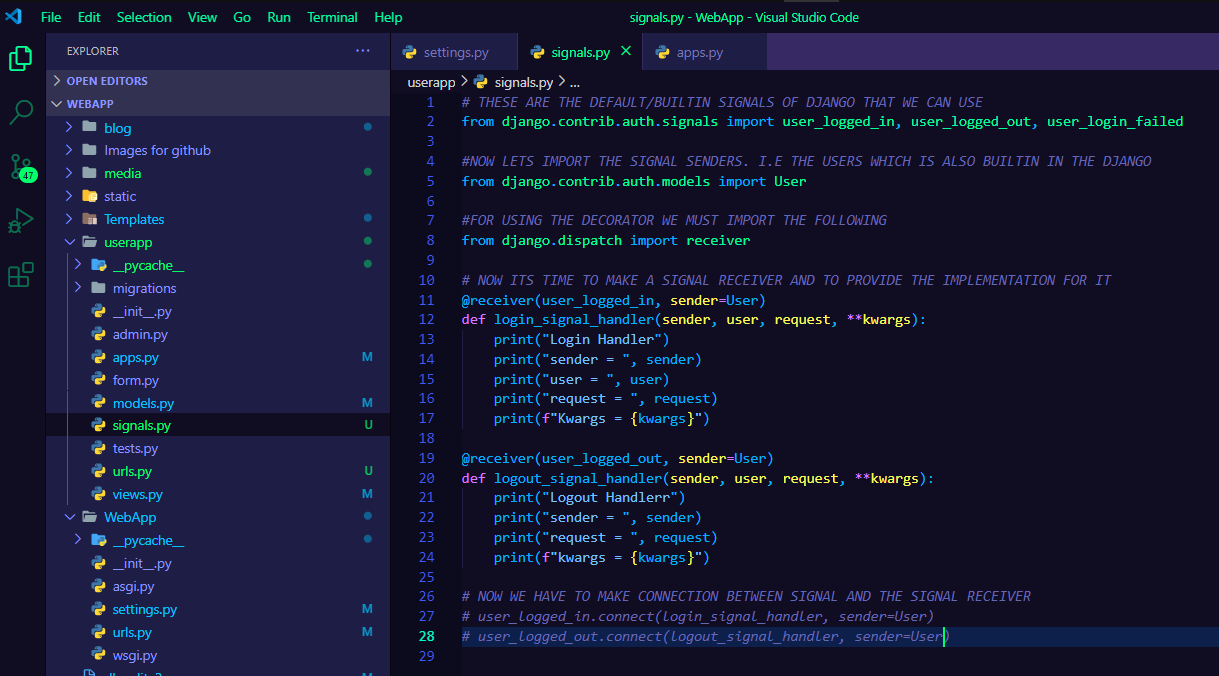 File Edit Selection View Go Run Terminal Help
signals.py - WebApp - Visual Studio Code
EXPLORER ...
OPEN EDITORS
WEBAPP
blog
Images for github
media
static
Templates
userapp
__pycache__
migrations
__init__.py
admin.py
apps.py M
form.py
models.py M
signals.py U
tests.py
urls.py U
views.py M
WebApp
__pycache__
__init__.py
asgi.py
settings.py M
urls.py M
wsgi.py
47
settings.py signals.py × apps.py
userapp > signals.py > ...
1 # THESE ARE THE DEFAULT/BUILTIN SIGNALS OF DJANGO THAT WE CAN USE
2 from django.contrib.auth.signals import user_logged_in, user_logged_out, user_login_failed
3
4 #NOW LETS IMPORT THE SIGNAL SENDERS. I.E THE USERS WHICH IS ALSO BUILTIN IN THE DJANGO
5 from django.contrib.auth.models import User
6
7 #FOR USING THE DECORATOR WE MUST IMPORT THE FOLLOWING
8 from django.dispatch import receiver
9
10 # NOW ITS TIME TO MAKE A SIGNAL RECEIVER AND TO PROVIDE THE IMPLEMENTATION FOR IT
11 @receiver(user_logged_in, sender=User)
12 def login_signal_handler(sender, user, request, **kwargs):
13     print("Login Handler")
14     print("sender = ", sender)
15     print("user = ", user)
16     print("request = ", request)
17     print(f"Kwargs = {kwargs}")
18
19 @receiver(user_logged_out, sender=User)
20 def logout_signal_handler(sender, user, request, **kwargs):
21     print("Logout Handlerr")
22     print("sender = ", sender)
23     print("request = ", request)
24     print(f"kwargs = {kwargs}")
25
26 # NOW WE HAVE TO MAKE CONNECTION BETWEEN SIGNAL AND THE SIGNAL RECEIVER
27 # user_logged_in.connect(login_signal_handler, sender=User)
28 # user_logged_out.connect(logout_signal_handler, sender=User)
29